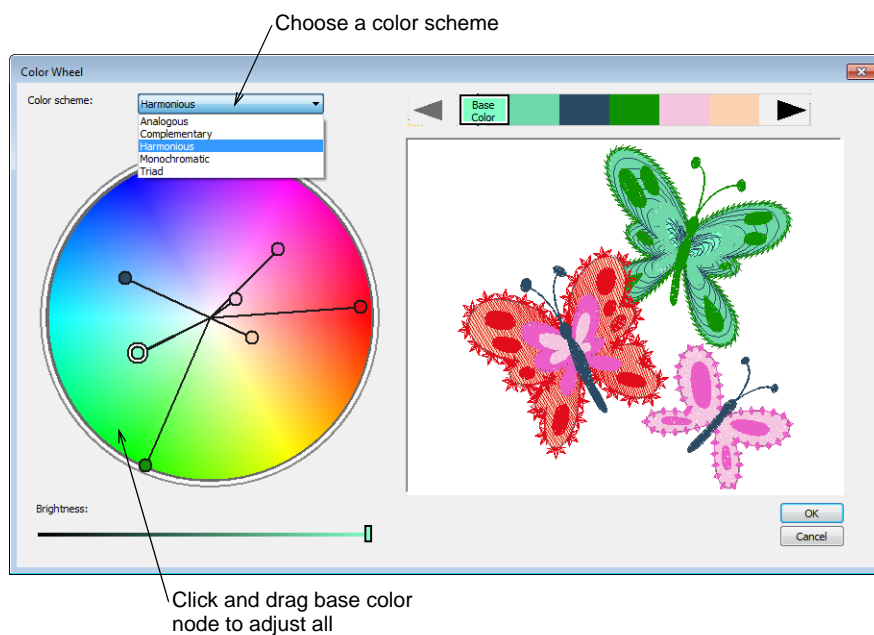 Choose a color scheme
Color Wheel
Color scheme:
Harmonious
Analogous
Complementary
Harmonious
Monochromatic
Triad
Base
Color
Brightness:
OK
Cancel
Click and drag base color
node to adjust all